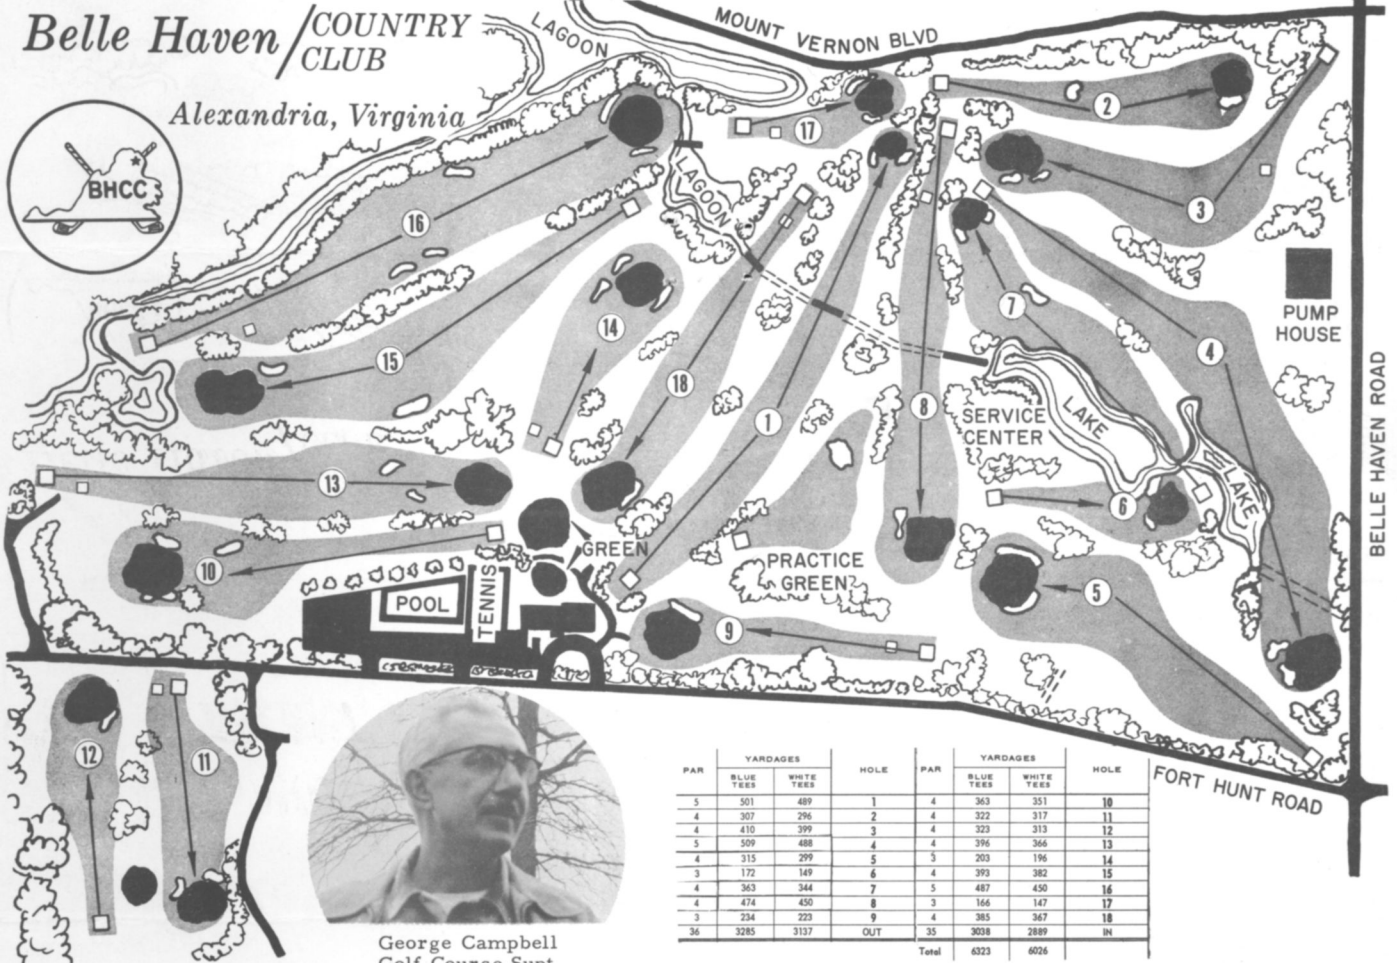 Belle Haven / COUNTRY
CLUB
Alexandria, Virginia
BHCC
LAGOON
MOUNT VERNON BLVD
LAGOON
17
2
3
16
15
14
18
1
8
7
4
PUMP
HOUSE
SERVICE
CENTER
LAKE
LAKE
6
5
BELLE HAVEN ROAD
13
10
GREEN
POOL
TENNIS
PRACTICE
GREEN
9
12
11
FORT HUNT ROAD
George Campbell
Golf Course Supt.
PAR YARDAGES HOLE PAR YARDAGES HOLE
BLUE TEES WHITE TEES BLUE TEES WHITE TEES
5 501 489 1 4 363 351 10
4 307 296 2 4 322 317 11
4 410 399 3 4 323 313 12
5 509 488 4 4 396 366 13
4 315 299 5 3 203 196 14
3 172 149 6 4 393 382 15
4 363 344 7 5 487 450 16
4 474 450 8 3 166 147 17
3 234 223 9 4 385 367 18
36 3285 3137 OUT 35 3038 2889 IN
Total 6323 6026